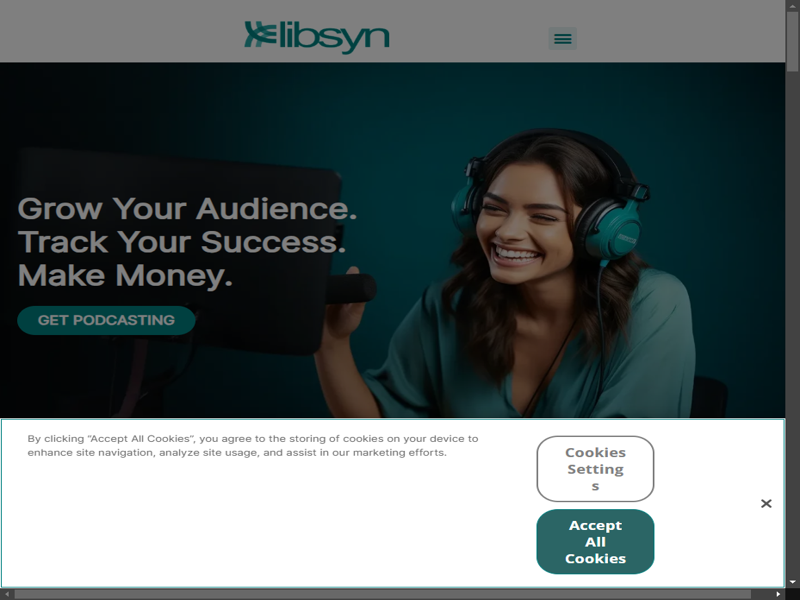 libsyn
Grow Your Audience.
Track Your Success.
Make Money.
GET PODCASTING
By clicking “Accept All Cookies”, you agree to the storing of cookies on your device to
enhance site navigation, analyze site usage, and assist in our marketing efforts.
Cookies
Setting
s
Accept
All
Cookies